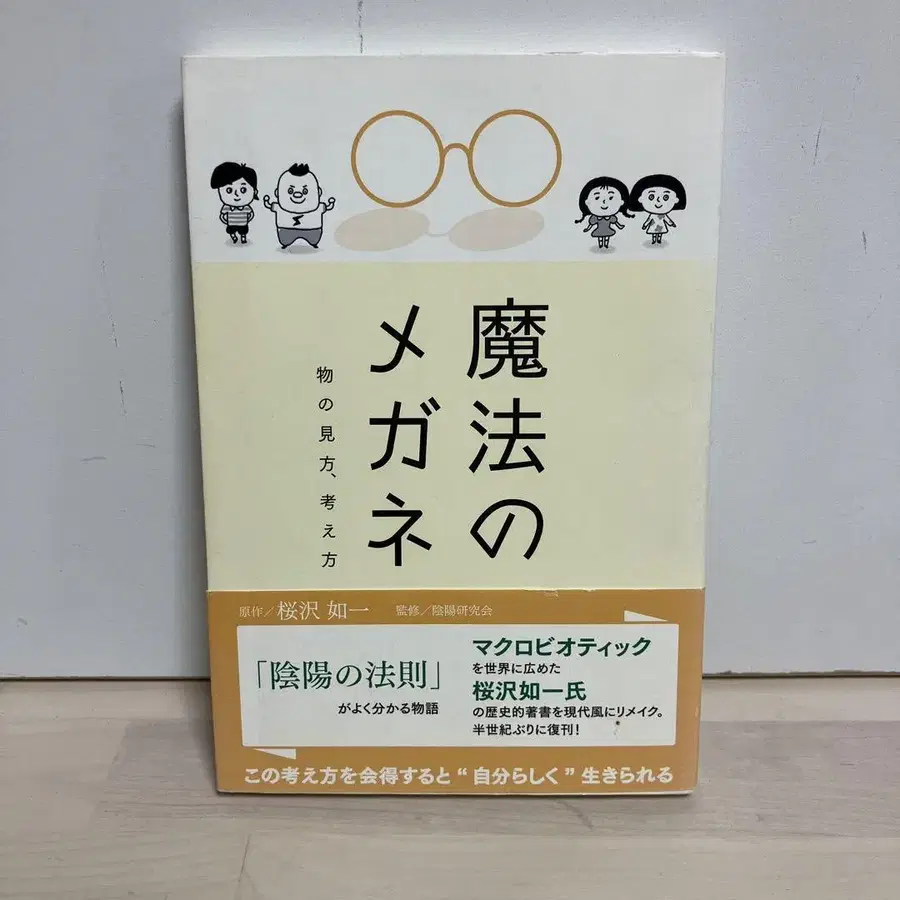 魔法の
メガネ
物の見方、考え方
原作／桜沢 如一 監修／陰陽研究会
「陰陽の法則」
がよく分かる物語
マクロビオティック
を世界に広めた
桜沢如一氏
の歴史的著書を現代風にリメイク。
半世紀ぶりに復刊!
この考え方を会得すると“自分らしく”生きられる